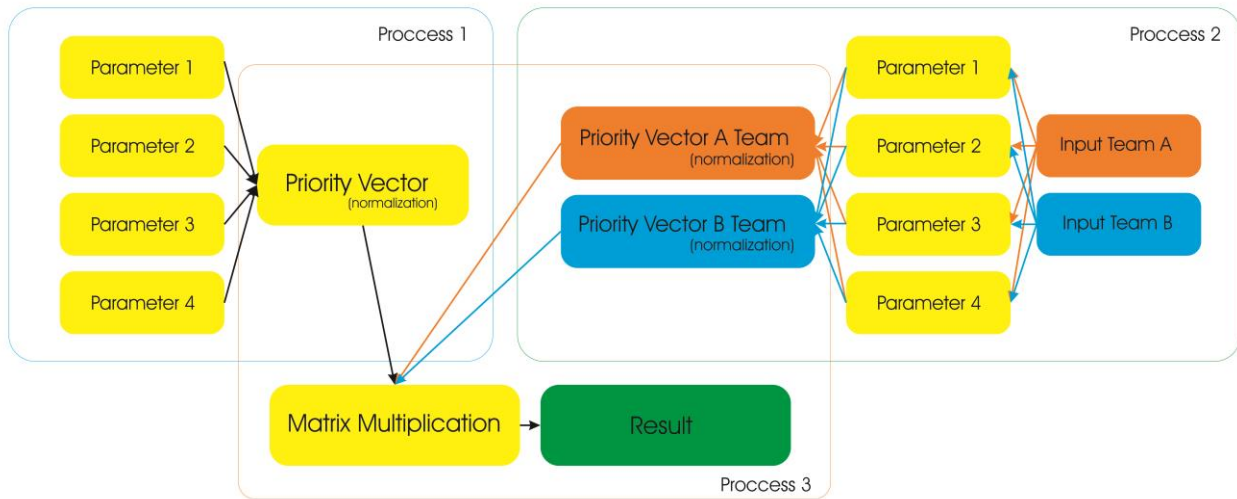 Proccess 1
Parameter 1
Parameter 2
Parameter 3
Parameter 4
Priority Vector
(normalization)
Proccess 2
Priority Vector A Team
(normalization)
Priority Vector B Team
(normalization)
Parameter 1
Parameter 2
Parameter 3
Parameter 4
Input Team A
Input Team B
Matrix Multiplication
Result
Proccess 3